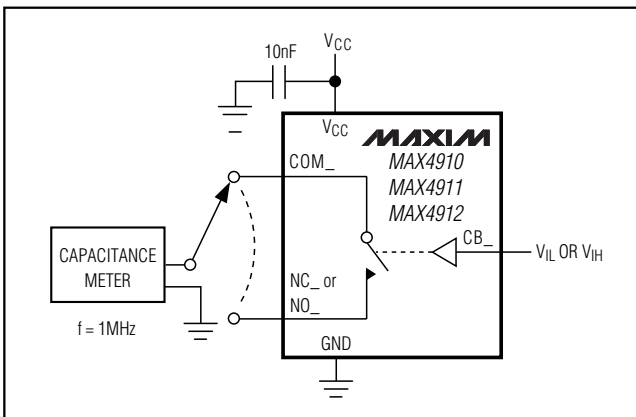 10nF
VCC
VCC
MAXIM
MAX4910
MAX4911
MAX4912
COM_
CB_
VIL OR VIH
CAPACITANCE
METER
NC_ or
NO_
f = 1MHz
GND